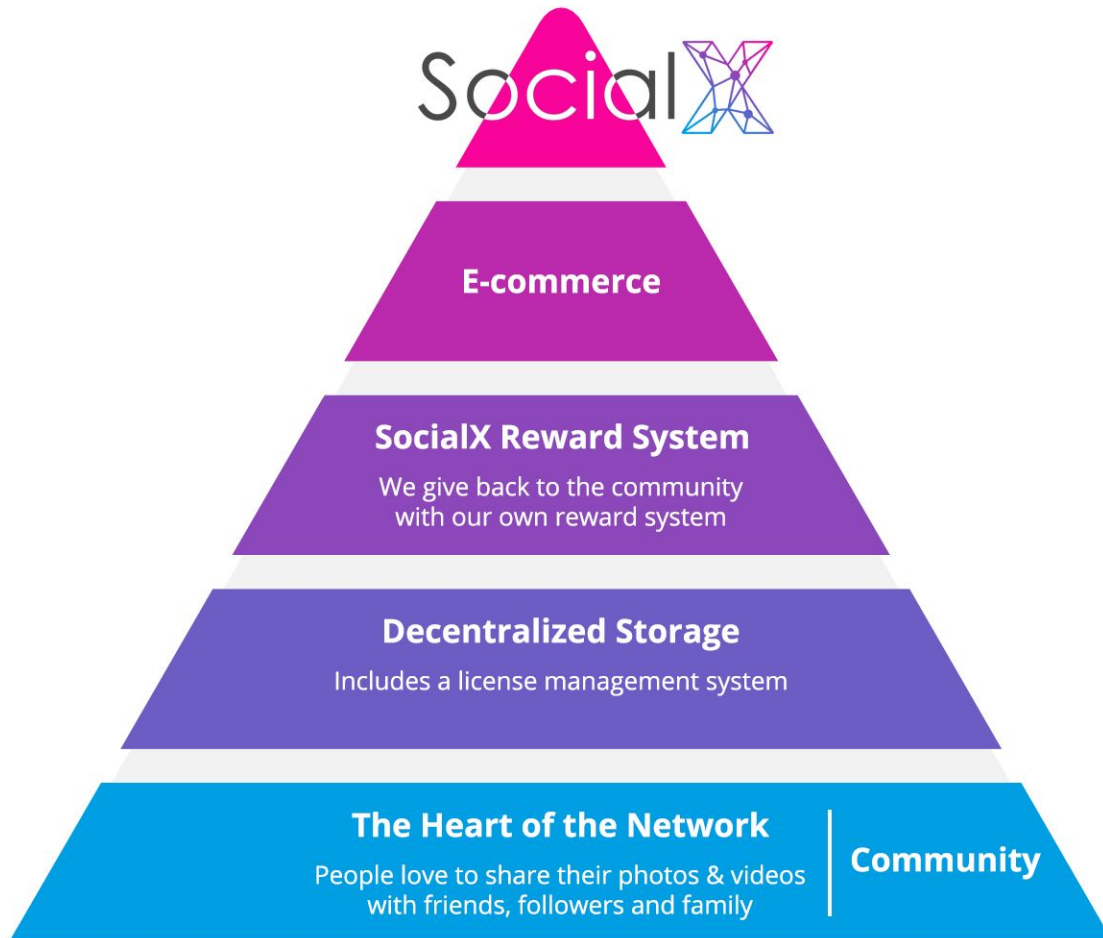 SocialX
E-commerce
SocialX Reward System
We give back to the community
with our own reward system
Decentralized Storage
Includes a license management system
The Heart of the Network
People love to share their photos & videos
with friends, followers and family
Community